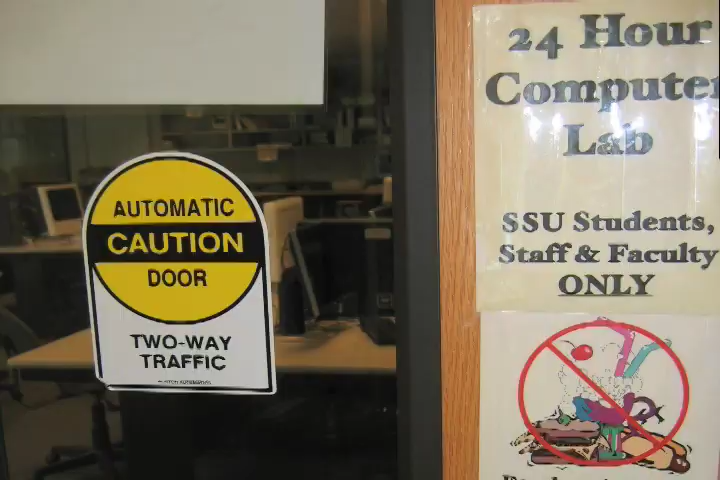 AUTOMATIC
CAUTION
DOOR
TWO-WAY
TRAFFIC
24 Hour
Computer
Lab
SSU Students,
Staff & Faculty
ONLY